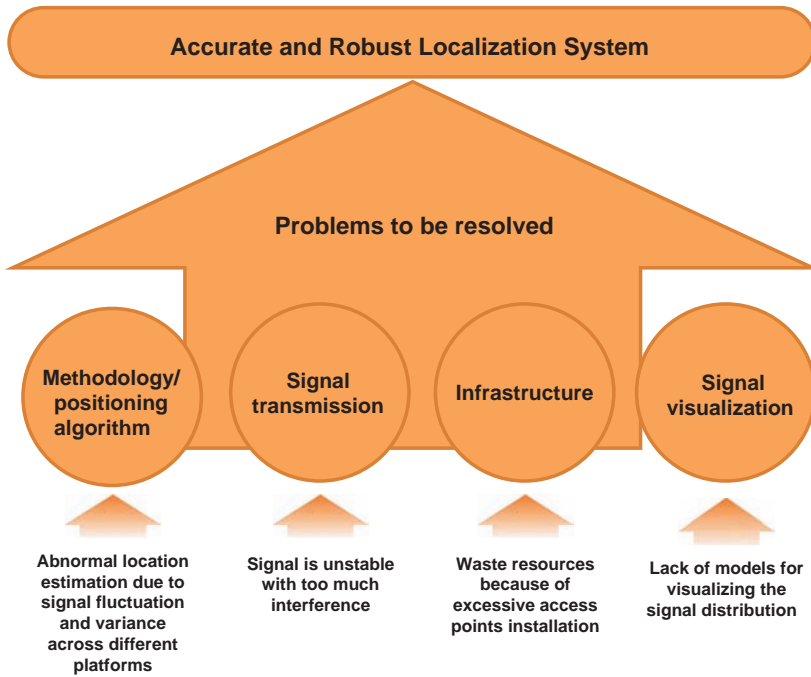 Accurate and Robust Localization System
Problems to be resolved
Methodology/
positioning
algorithm
Signal
transmission
Infrastructure
Signal
visualization
Abnormal location
estimation due to
signal fluctuation
and variance
across different
platforms
Signal is unstable
with too much
interference
Waste resources
because of
excessive access
points installation
Lack of models for
visualizing the
signal distribution